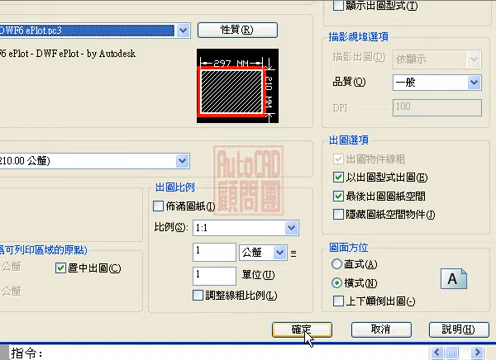 顯示出圖型式(I)
DWF6 ePlot.pc3
性質(R)
F6 ePlot - DWF ePlot - by Autodesk
297 MM
210 MM
描影視埠選項
描影出圖(D)
依顯示
品質(Q)
一般
DPI
100
出圖選項
出圖物件線粗
以出圖型式出圖(E)
最後出圖圖紙空間
隱藏圖紙空間物件(J)
210.00 公釐)
AutoCAD
顧問團
出圖比例
佈滿圖紙(I)
比例(S):
1:1
1
公釐
=
1
單位(U)
調整線粗比例(L)
為可列印區域的原點)
公釐
置中出圖(C)
公釐
圖面方位
直式(A)
橫式(N)
上下顛倒出圖(-)
A
確定
取消
說明(H)
指令: